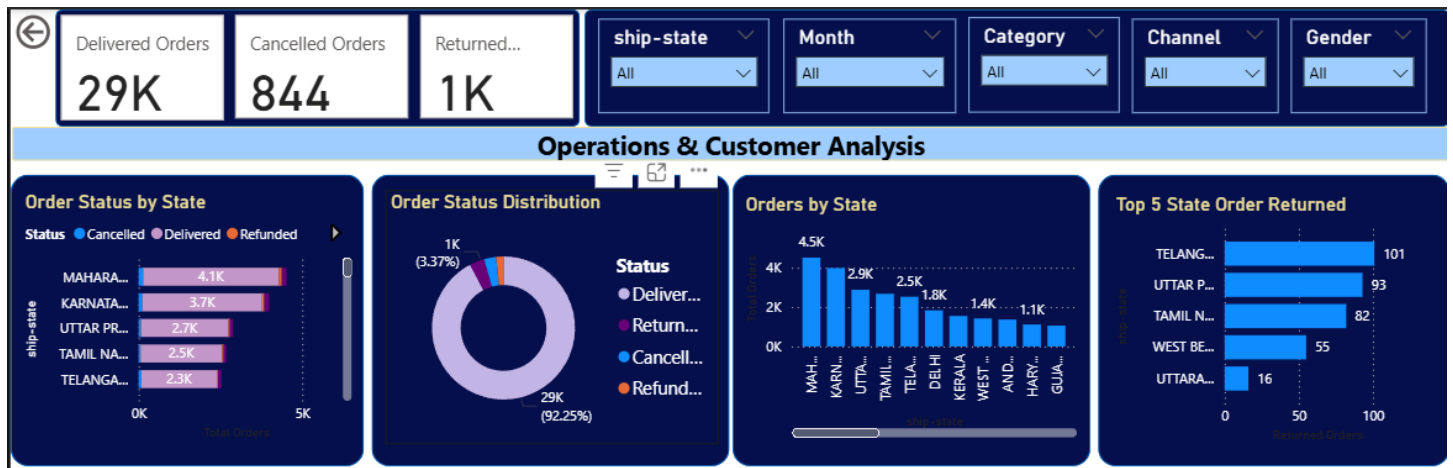 Delivered Orders
29K
Cancelled Orders
844
Returned...
1K
ship-state
All
Month
All
Category
All
Channel
All
Gender
All
Operations & Customer Analysis
Order Status by State
Status Cancelled Delivered Refunded
ship-state
MAHARA... 4.1K
KARNATA... 3.7K
UTTAR PR... 2.7K
TAMIL NA... 2.5K
TELANGA... 2.3K
0K 5K
Total Orders
Order Status Distribution
1K
(3.37%)
29K
(92.25%)
Status
Deliver...
Return...
Cancell...
Refund...
Orders by State
Total Orders
4K
2K
0K
4.5K
2.9K
2.5K
1.8K
1.4K
1.1K
MAH...
KARN...
UTTA...
TAMIL...
TELA...
DELHI
KERALA
WEST ...
AND...
HARY...
GUJA...
ship-state
Top 5 State Order Returned
ship-state
TELANG... 101
UTTAR P... 93
TAMIL N... 82
WEST BE... 55
UTTARA... 16
0 50 100
Returned Orders